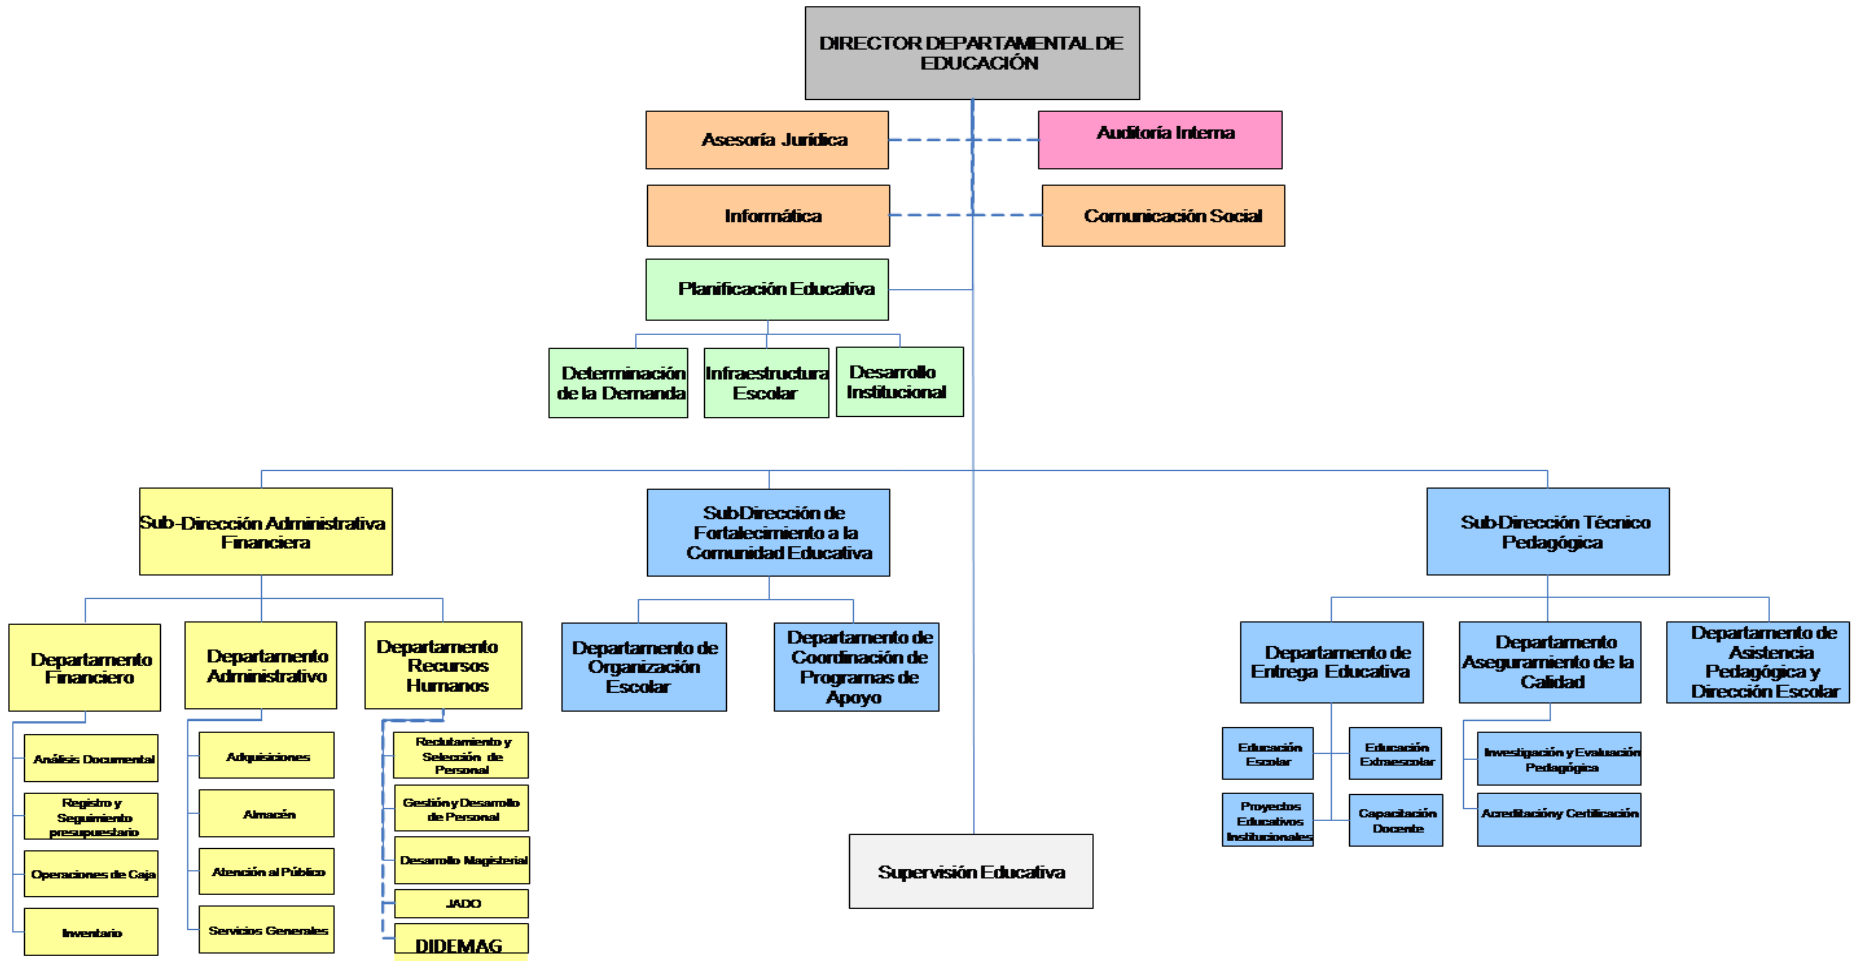 DIRECTOR DEPARTAMENTAL DE
EDUCACIÓN
Asesoría Jurídica
Auditoría Interna
Informática
Comunicación Social
Planificación Educativa
Determinación
de la Demanda
Infraestructura
Escolar
Desarrollo
Institucional
Sub-Dirección Administrativa
Financiera
Sub-Dirección de
Fortalecimiento a la
Comunidad Educativa
Sub-Dirección Técnico
Pedagógica
Departamento
Financiero
Departamento
Administrativo
Departamento
Recursos
Humanos
Departamento de
Organización
Escolar
Departamento de
Coordinación de
Programas de
Apoyo
Departamento de
Entrega Educativa
Departamento
Aseguramiento de la
Calidad
Departamento de
Asistencia
Pedagógica y
Dirección Escolar
Análisis Documental
Registro y
Seguimiento
presupuestario
Operaciones de Caja
Inventario
Adquisiciones
Almacén
Atención al Público
Servicios Generales
Reclutamiento y
Selección de
Personal
Gestión y Desarrollo
de Personal
Desarrollo Magisterial
JADO
DIDEMAG
Educación
Escolar
Educación
Extraescolar
Proyectos
Educativos
Institucionales
Capacitación
Docente
Investigación y Evaluación
Pedagógica
Acreditación y Certificación
Supervisión Educativa